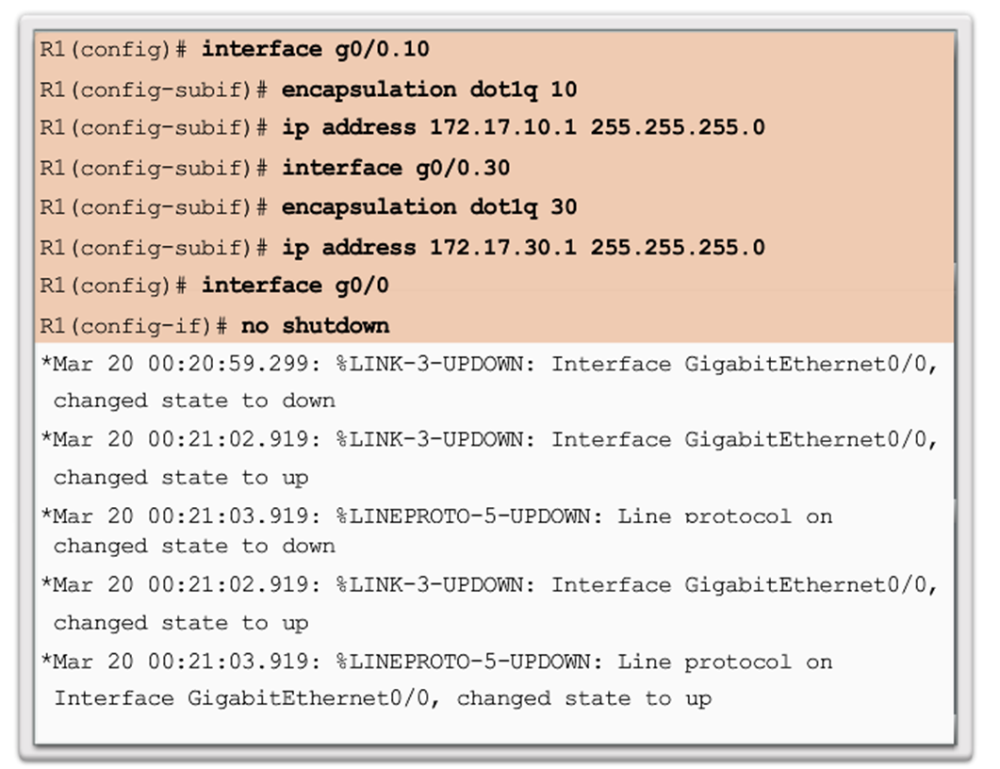 R1(config)# interface g0/0.10
R1(config-subif)# encapsulation dot1q 10
R1(config-subif)# ip address 172.17.10.1 255.255.255.0
R1(config-subif)# interface g0/0.30
R1(config-subif)# encapsulation dot1q 30
R1(config-subif)# ip address 172.17.30.1 255.255.255.0
R1(config)# interface g0/0
R1(config-if)# no shutdown
*Mar 20 00:20:59.299: %LINK-3-UPDOWN: Interface GigabitEthernet0/0,
changed state to down
*Mar 20 00:21:02.919: %LINK-3-UPDOWN: Interface GigabitEthernet0/0,
changed state to up
*Mar 20 00:21:03.919: %LINEPROTO-5-UPDOWN: Line protocol on
changed state to down
*Mar 20 00:21:02.919: %LINK-3-UPDOWN: Interface GigabitEthernet0/0,
changed state to up
*Mar 20 00:21:03.919: %LINEPROTO-5-UPDOWN: Line protocol on
Interface GigabitEthernet0/0, changed state to up